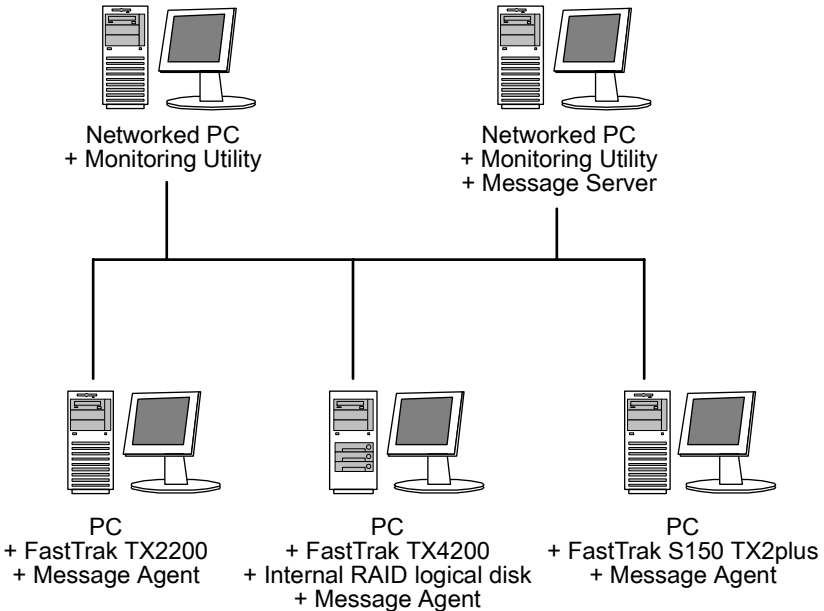 Networked PC
+ Monitoring Utility
Networked PC
+ Monitoring Utility
+ Message Server
PC
+ FastTrak TX2200
+ Message Agent
PC
+ FastTrak TX4200
+ Internal RAID logical disk
+ Message Agent
PC
+ FastTrak S150 TX2plus
+ Message Agent